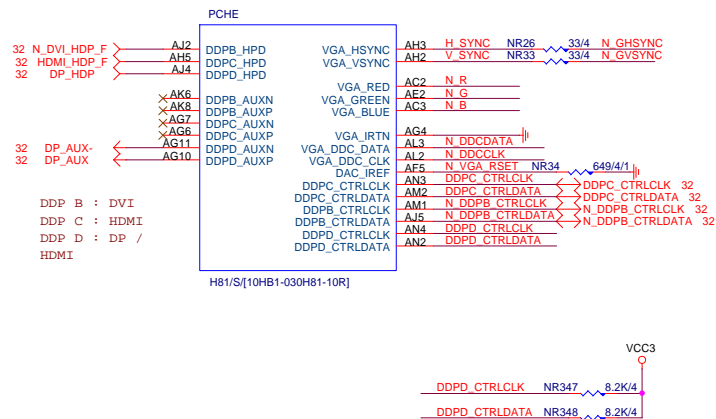 PCHE
32 N_DVI_HDP_F AJ2 DDPB_HPD VGA_HSYNC AH3 H_SYNC NR26 33/4 N_GHSYNC
32 HDMI_HDP_F AH5 DDPC_HPD VGA_VSYNC AH2 V_SYNC NR33 33/4 N_GVSYNC
32 DP_HDP AJ4 DDPD_HPD
VGA_RED AC2 N_R
AK6 DDPB_AUXN VGA_GREEN AE2 N_G
AK8 DDPB_AUXP VGA_BLUE AC3 N_B
AG7 DDPC_AUXN
AG6 DDPC_AUXP VGA_IRTN AG4
32 DP_AUX- AG11 DDPD_AUXN VGA_DDC_DATA AL3 N_DDCDATA
32 DP_AUX AG10 DDPD_AUXP VGA_DDC_CLK AL2 N_DDCCLK
DAC_IREF AF5 N_VGA_RSET NR34 649/4/1
DDPC_CTRLCLK AN3 DDPC_CTRLCLK DDPC_CTRLCLK 32
DDPC_CTRLDATA AM2 DDPC_CTRLDATA DDPC_CTRLDATA 32
DDP B : DVI DDPB_CTRLCLK AM1 N_DDPB_CTRLCLK N_DDPB_CTRLCLK 32
DDP C : HDMI DDPB_CTRLDATA AJ5 N_DDPB_CTRLDATA N_DDPB_CTRLDATA 32
DDP D : DP / DDPD_CTRLCLK AN4 DDPD_CTRLCLK
HDMI DDPD_CTRLDATA AN2 DDPD_CTRLDATA
H81/S/[10HB1-030H81-10R]
VCC3
DDPD_CTRLCLK NR347 8.2K/4
DDPD_CTRLDATA NR348 8.2K/4